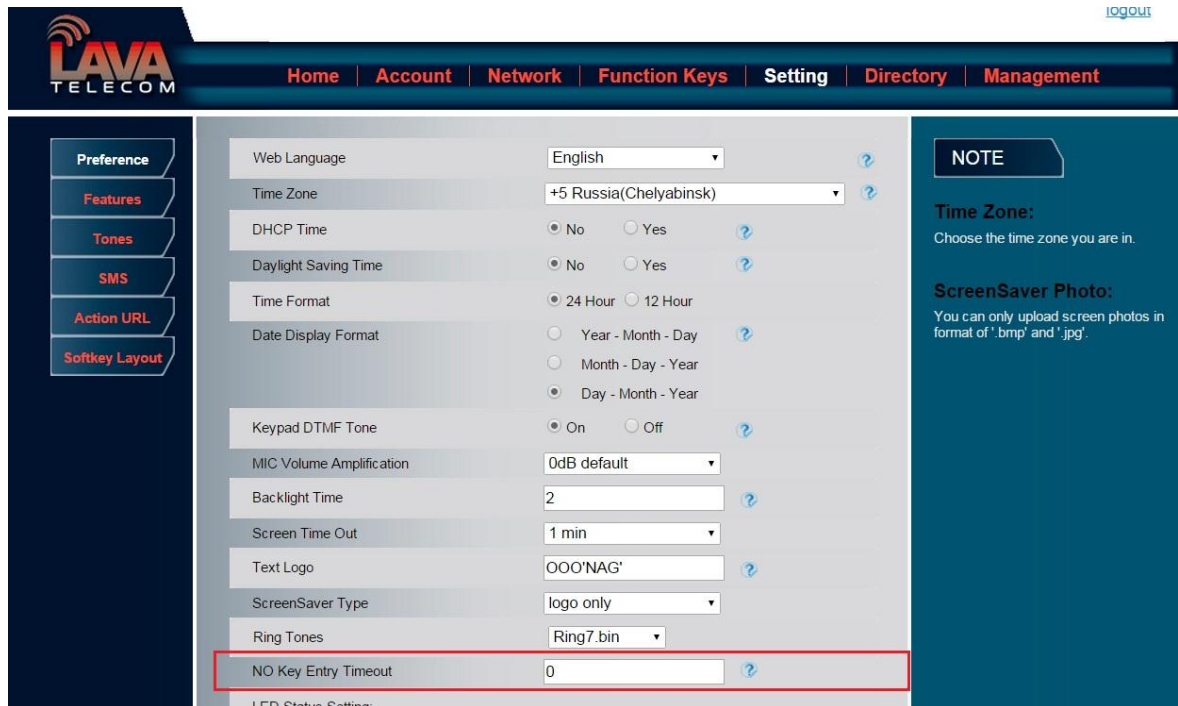 logout
LAVA
TELECOM
Home Account Network Function Keys Setting Directory Management
Preference
Features
Tones
SMS
Action URL
Softkey Layout
Web Language English
Time Zone +5 Russia(Chelyabinsk)
DHCP Time No Yes
Daylight Saving Time No Yes
Time Format 24 Hour 12 Hour
Date Display Format Year - Month - Day
Month - Day - Year
Day - Month - Year
Keypad DTMF Tone On Off
MIC Volume Amplification 0dB default
Backlight Time 2
Screen Time Out 1 min
Text Logo OOO'NAG'
ScreenSaver Type logo only
Ring Tones Ring7.bin
NO Key Entry Timeout 0
LED Status Setting:
NOTE
Time Zone:
Choose the time zone you are in.
ScreenSaver Photo:
You can only upload screen photos in
format of '.bmp' and '.jpg'.